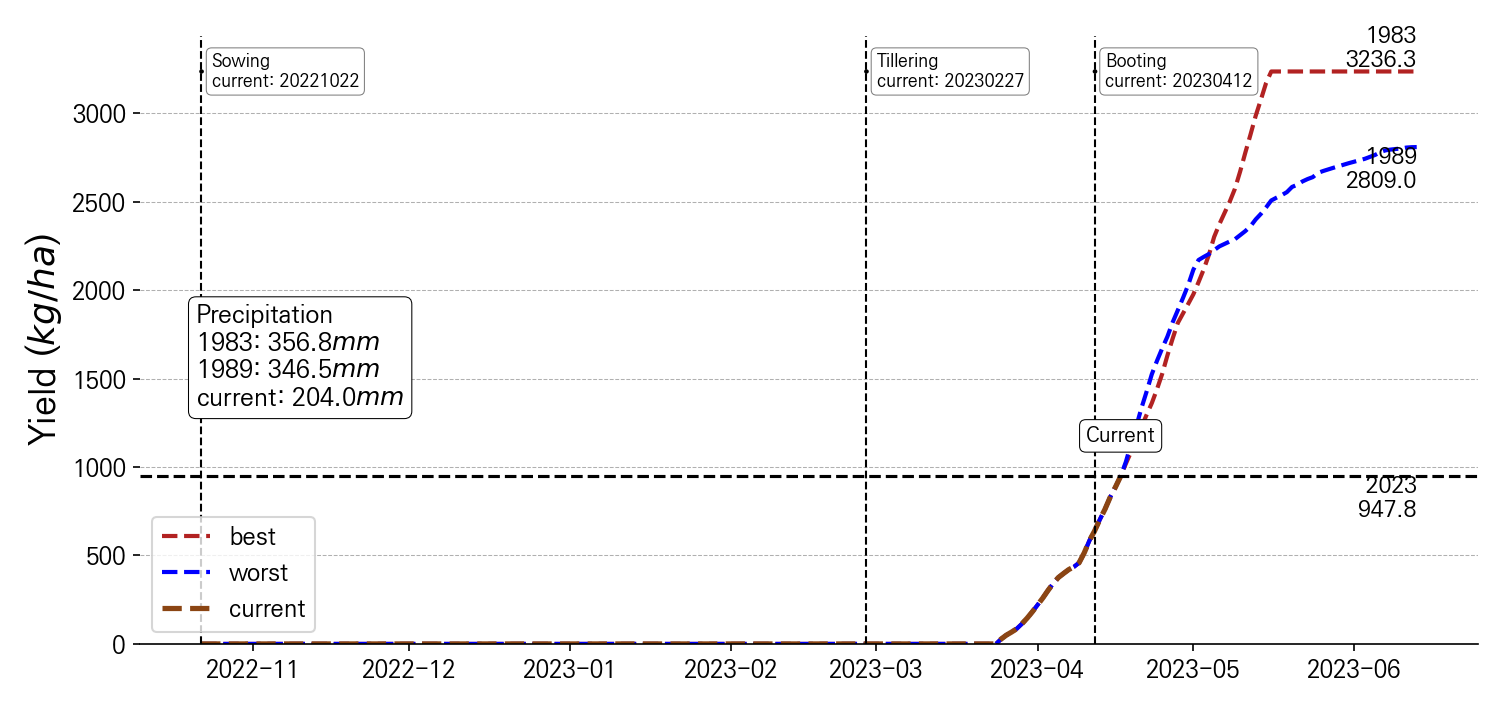 1983
3236.3
Sowing
current: 20221022
Tillering
current: 20230227
Booting
current: 20230412
1989
2809.0
Precipitation
1983: 356.8mm
1989: 346.5mm
current: 204.0mm
Current
2023
947.8
best
worst
current
Yield (kg/ha)
3000
2500
2000
1500
1000
500
0
2022-11
2022-12
2023-01
2023-02
2023-03
2023-04
2023-05
2023-06